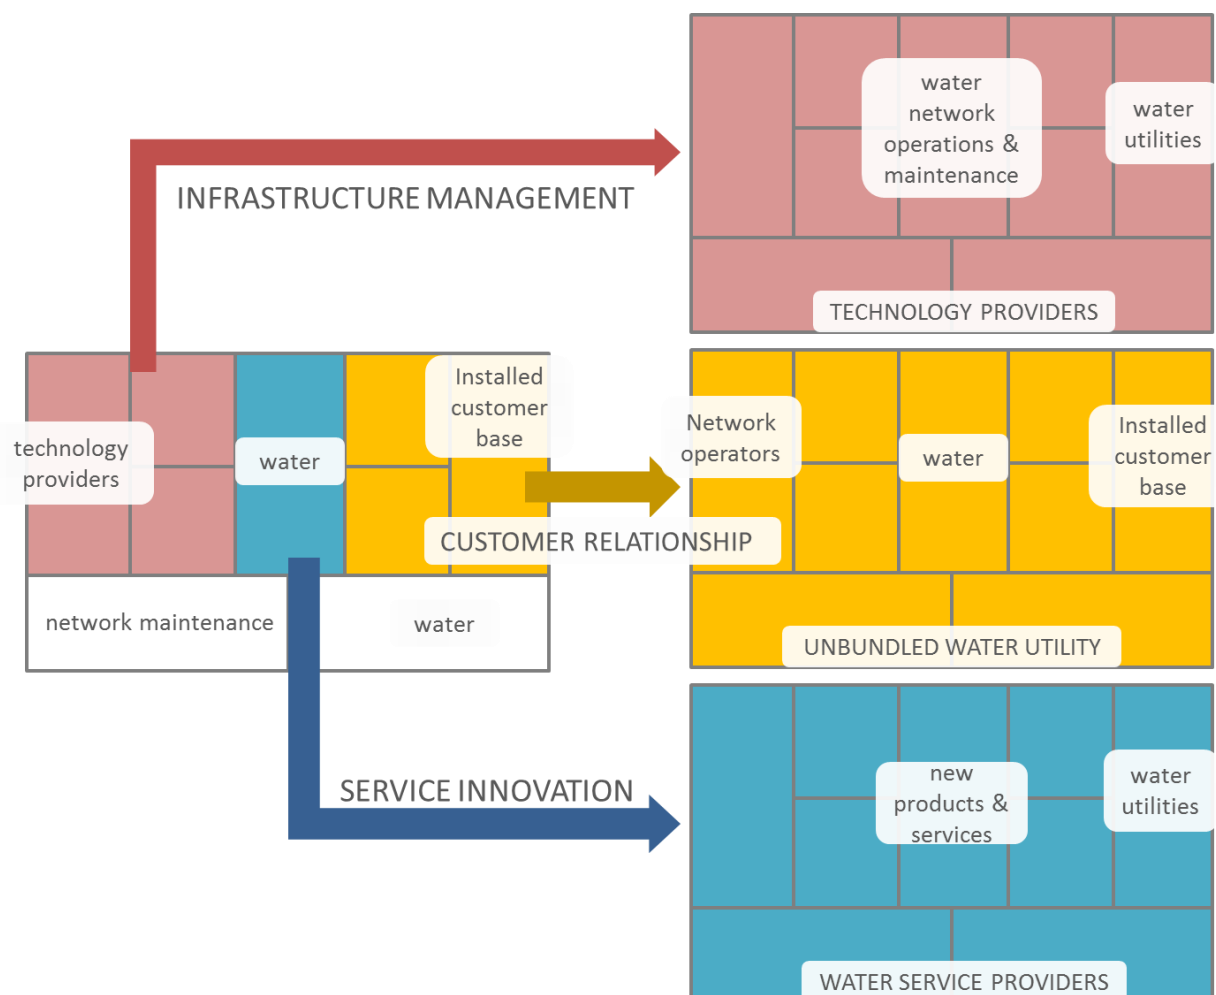 water
network
operations &
maintenance
water
utilities
INFRASTRUCTURE MANAGEMENT
TECHNOLOGY PROVIDERS
technology
providers
water
Installed
customer
base
network maintenance
water
CUSTOMER RELATIONSHIP
Network
operators
water
Installed
customer
base
UNBUNDLED WATER UTILITY
SERVICE INNOVATION
new
products &
services
water
utilities
WATER SERVICE PROVIDERS